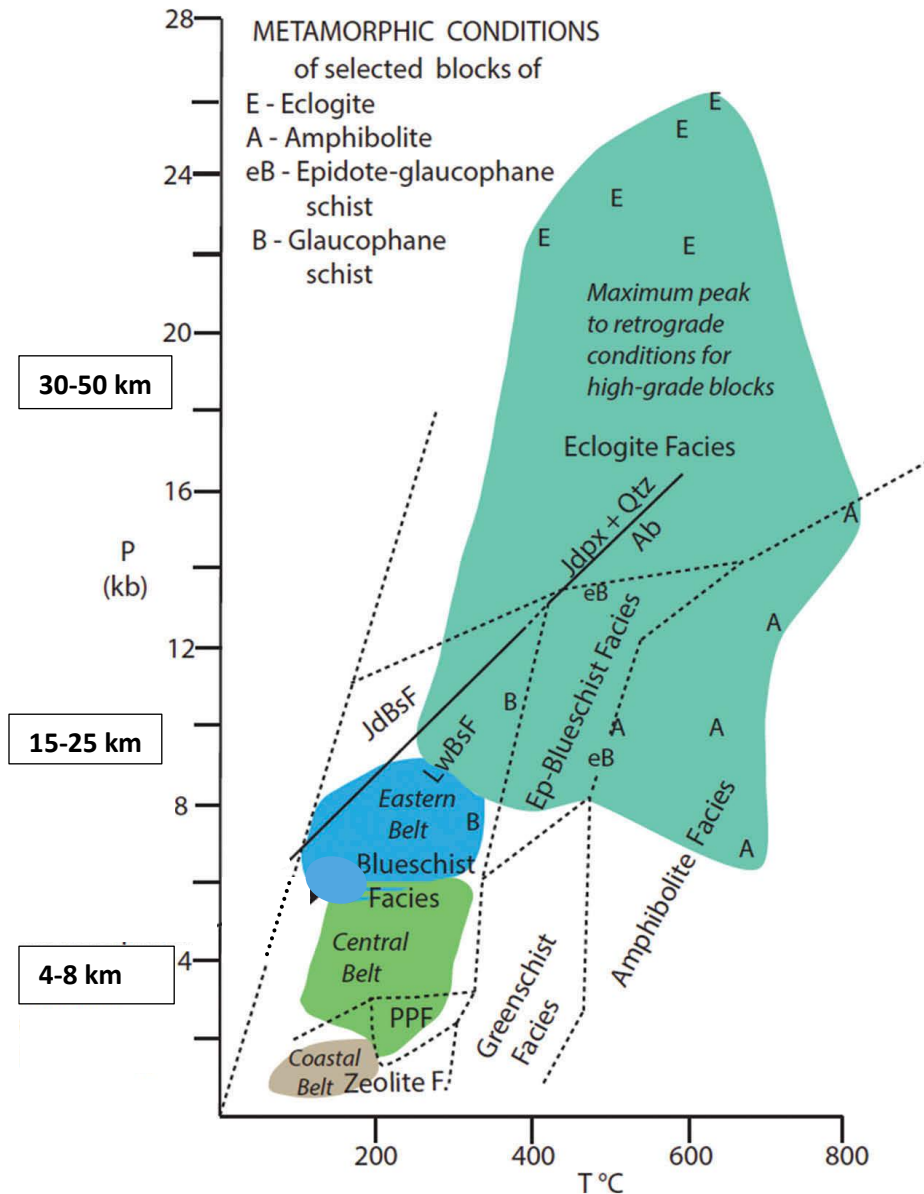 28
METAMORPHIC CONDITIONS
of selected blocks of
E - Eclogite
A - Amphibolite
eB - Epidote-glaucophane
schist
B - Glaucophane
schist
E
E
24
E
E
E
Maximum peak
to retrograde
conditions for
high-grade blocks
20
30-50 km
Eclogite Facies
16
Jdpx + Qtz
Ab
A
P
(kb)
eB
A
12
JdBsF
LwBsF
B
Ep-Blueschist Facies
A
A
15-25 km
eB
8
Eastern
Belt
B
A
Blueschist
Facies
Amphibolite Facies
Central
Belt
4
4-8 km
PPF
Greenschist
Facies
Coastal
Belt
Zeolite F.
200
400
600
800
T °C